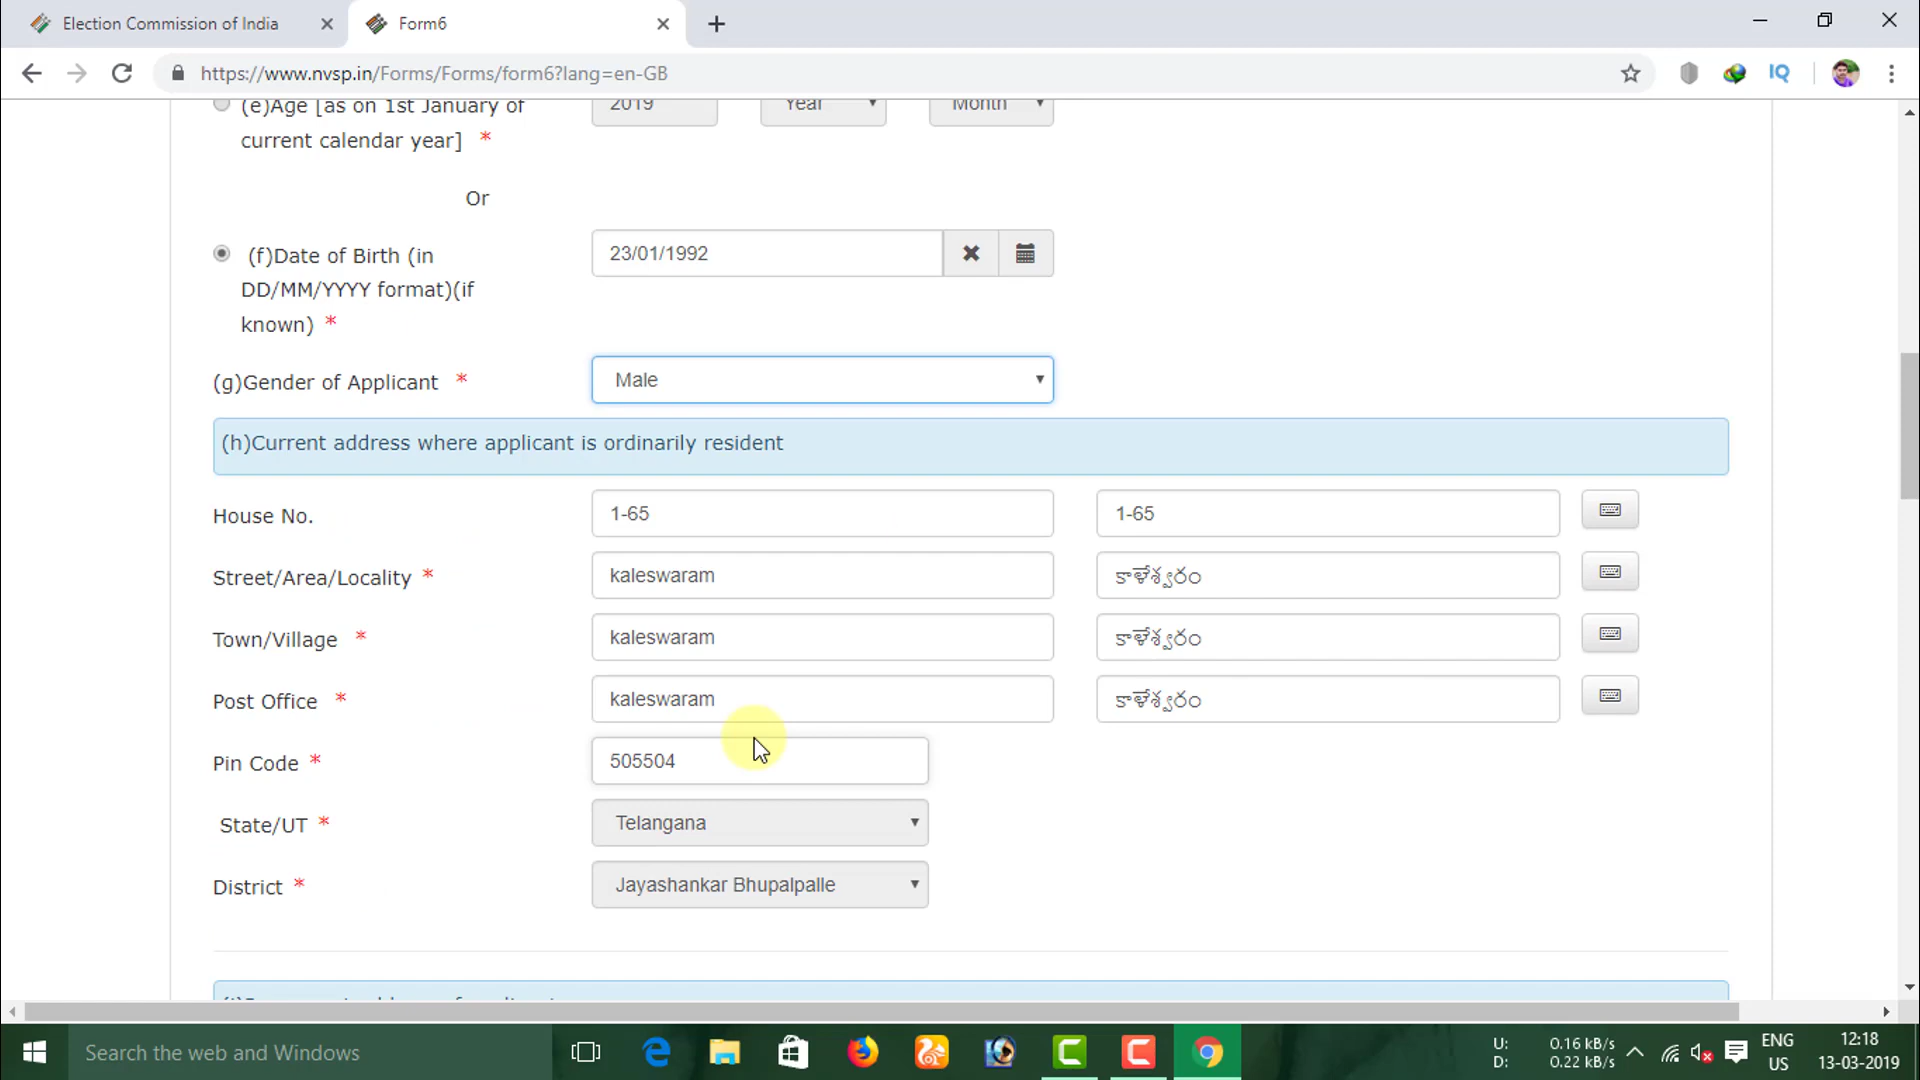 Election Commission of India
Form6
https://www.nvsp.in/Forms/Forms/form6?lang=en-GB
IQ
(e)Age [as on 1st January of
current calendar year] *
2019
Year
Month
Or
(f)Date of Birth (in
DD/MM/YYYY format)(if
known) *
23/01/1992
(g)Gender of Applicant *
Male
(h)Current address where applicant is ordinarily resident
House No.
1-65
1-65
Street/Area/Locality *
kaleswaram
కాళేశ్వరం
Town/Village *
kaleswaram
కాళేశ్వరం
Post Office *
kaleswaram
కాళేశ్వరం
Pin Code *
505504
State/UT *
Telangana
District *
Jayashankar Bhupalpalle
Search the web and Windows
U: 0.16 kB/s
D: 0.22 kB/s
ENG
US
12:18
13-03-2019